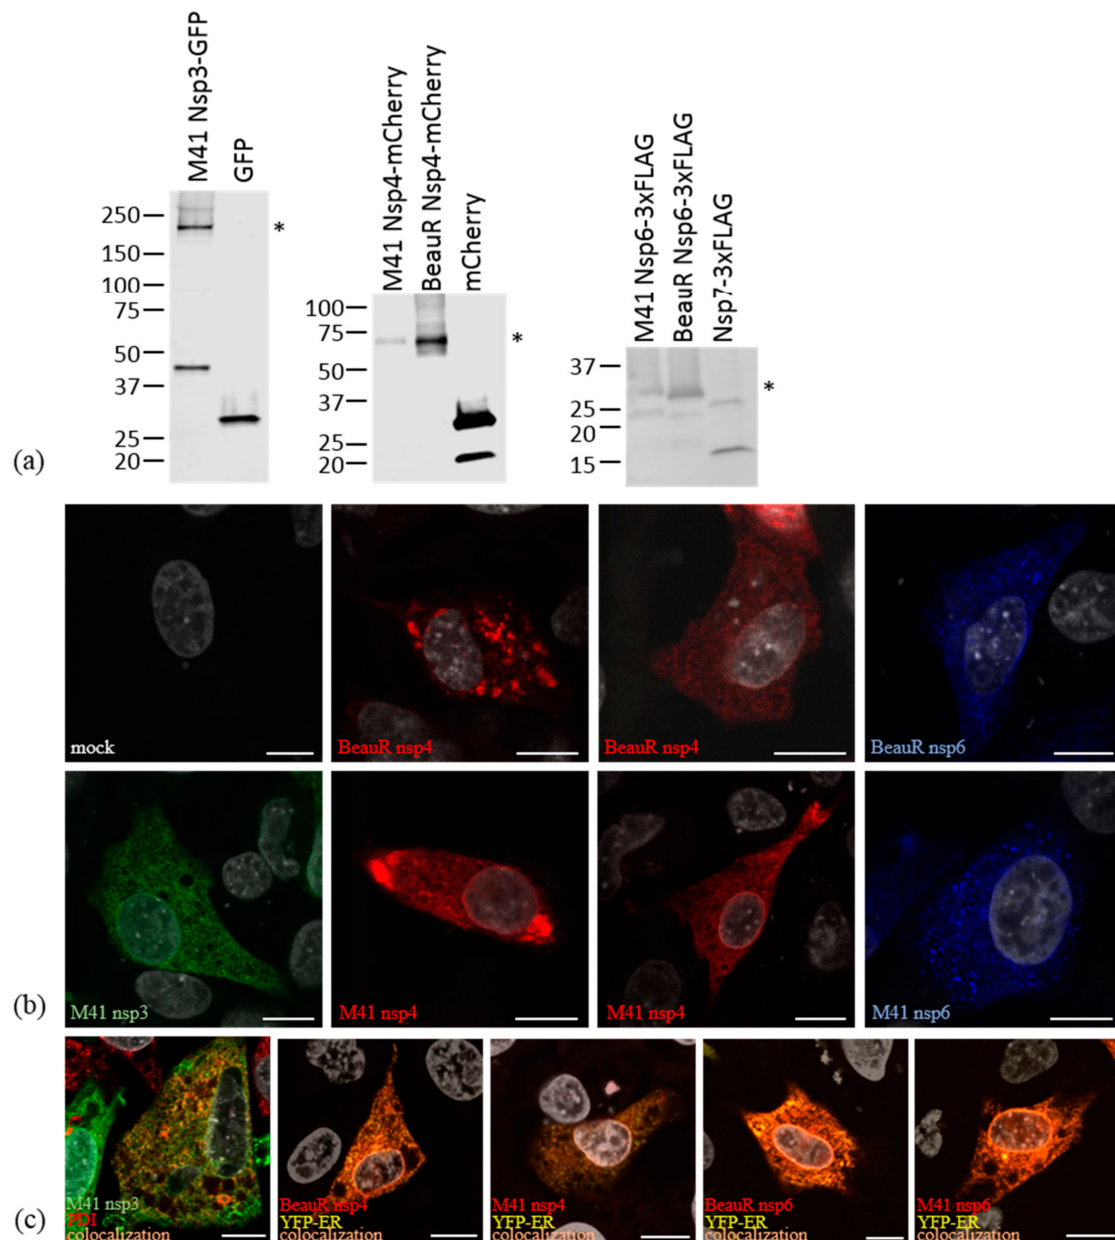 M41 Nsp3-GFP
GFP
250
150
100
75
50
37
25
20
*
M41 Nsp4-mCherry
BeauR Nsp4-mCherry
mCherry
100
75
50
37
25
20
*
M41 Nsp6-3xFLAG
BeauR Nsp6-3xFLAG
Nsp7-3xFLAG
37
25
20
15
*
(a)
mock
BeauR nsp4
BeauR nsp4
BeauR nsp6
M41 nsp3
M41 nsp4
M41 nsp4
M41 nsp6
(b)
M41 nsp3
PDI
colocalization
BeauR nsp4
YFP-ER
colocalization
M41 nsp4
YFP-ER
colocalization
BeauR nsp6
YFP-ER
colocalization
M41 nsp6
YFP-ER
colocalization
(c)